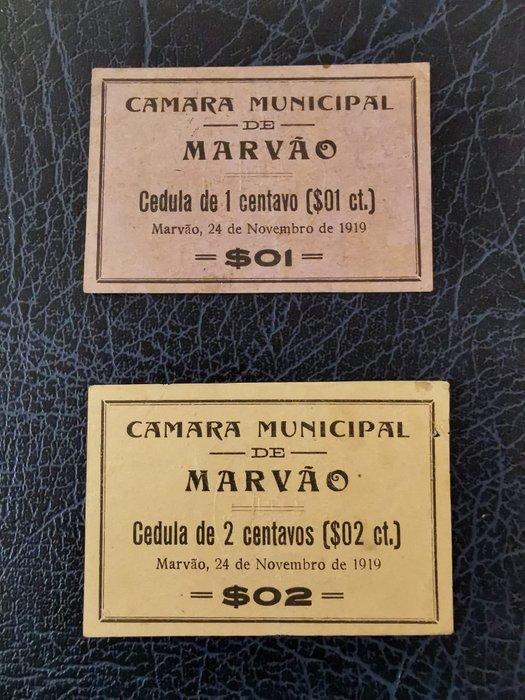 CAMARA MUNICIPAL
DE
MARVÃO
Cedula de 1 centavo ($01 ct.)
Marvão, 24 de Novembro de 1919
= $01 =
CAMARA MUNICIPAL
DE
MARVÃO
Cedula de 2 centavos ($02 ct.)
Marvão, 24 de Novembro de 1919
= $02 =